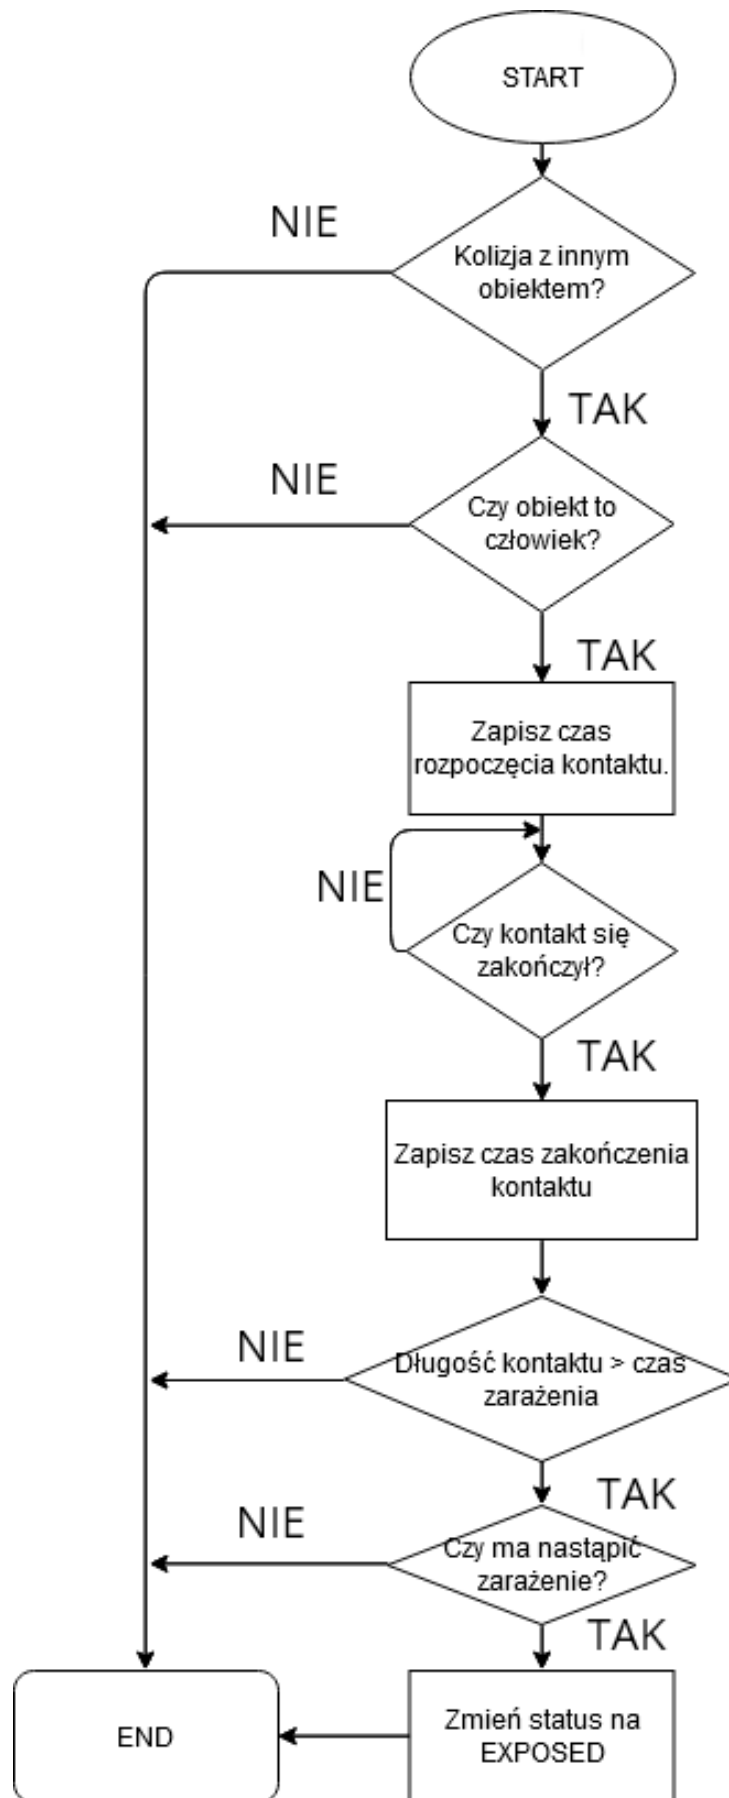 START
NIE
Kolizja z innym
obiektem?
TAK
NIE
Czy obiekt to
człowiek?
TAK
Zapisz czas
rozpoczęcia kontaktu.
NIE
Czy kontakt się
zakończył?
TAK
Zapisz czas zakończenia
kontaktu
NIE
Długość kontaktu > czas
zarażenia
TAK
NIE
Czy ma nastąpić
zarażenie?
TAK
END
Zmień status na
EXPOSED